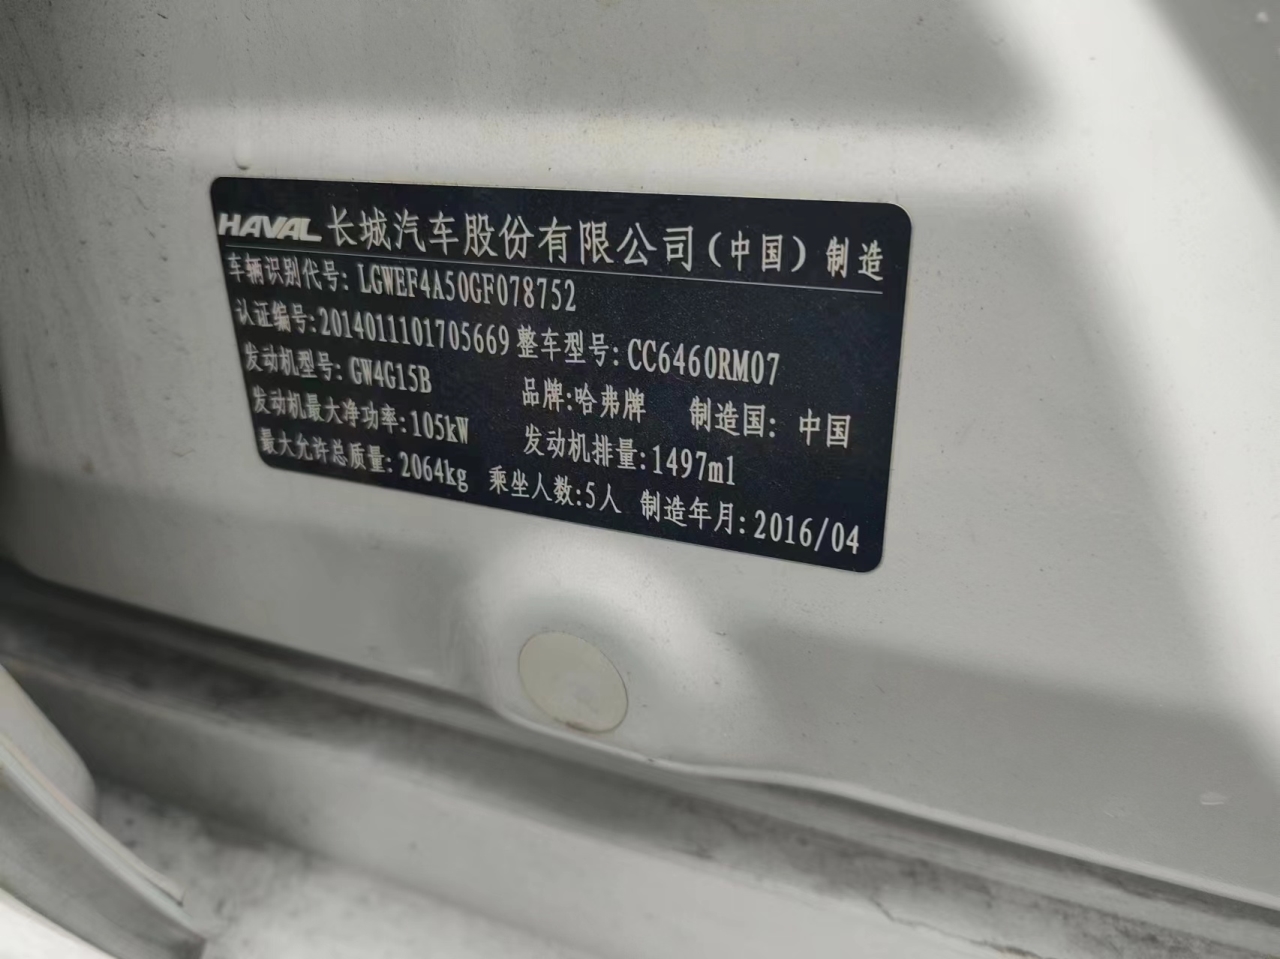 HAVAL 长城汽车股份有限公司(中国)制造
车辆识别代号: LGWEF4A50GF078752
认证编号:2014011101705669 整车型号: CC6460RM07
发动机型号: GW4G15B 品牌:哈弗牌 制造国: 中国
发动机最大净功率:105kW 发动机排量:1497ml
最大允许总质量: 2064kg 乘坐人数:5人 制造年月: 2016/04